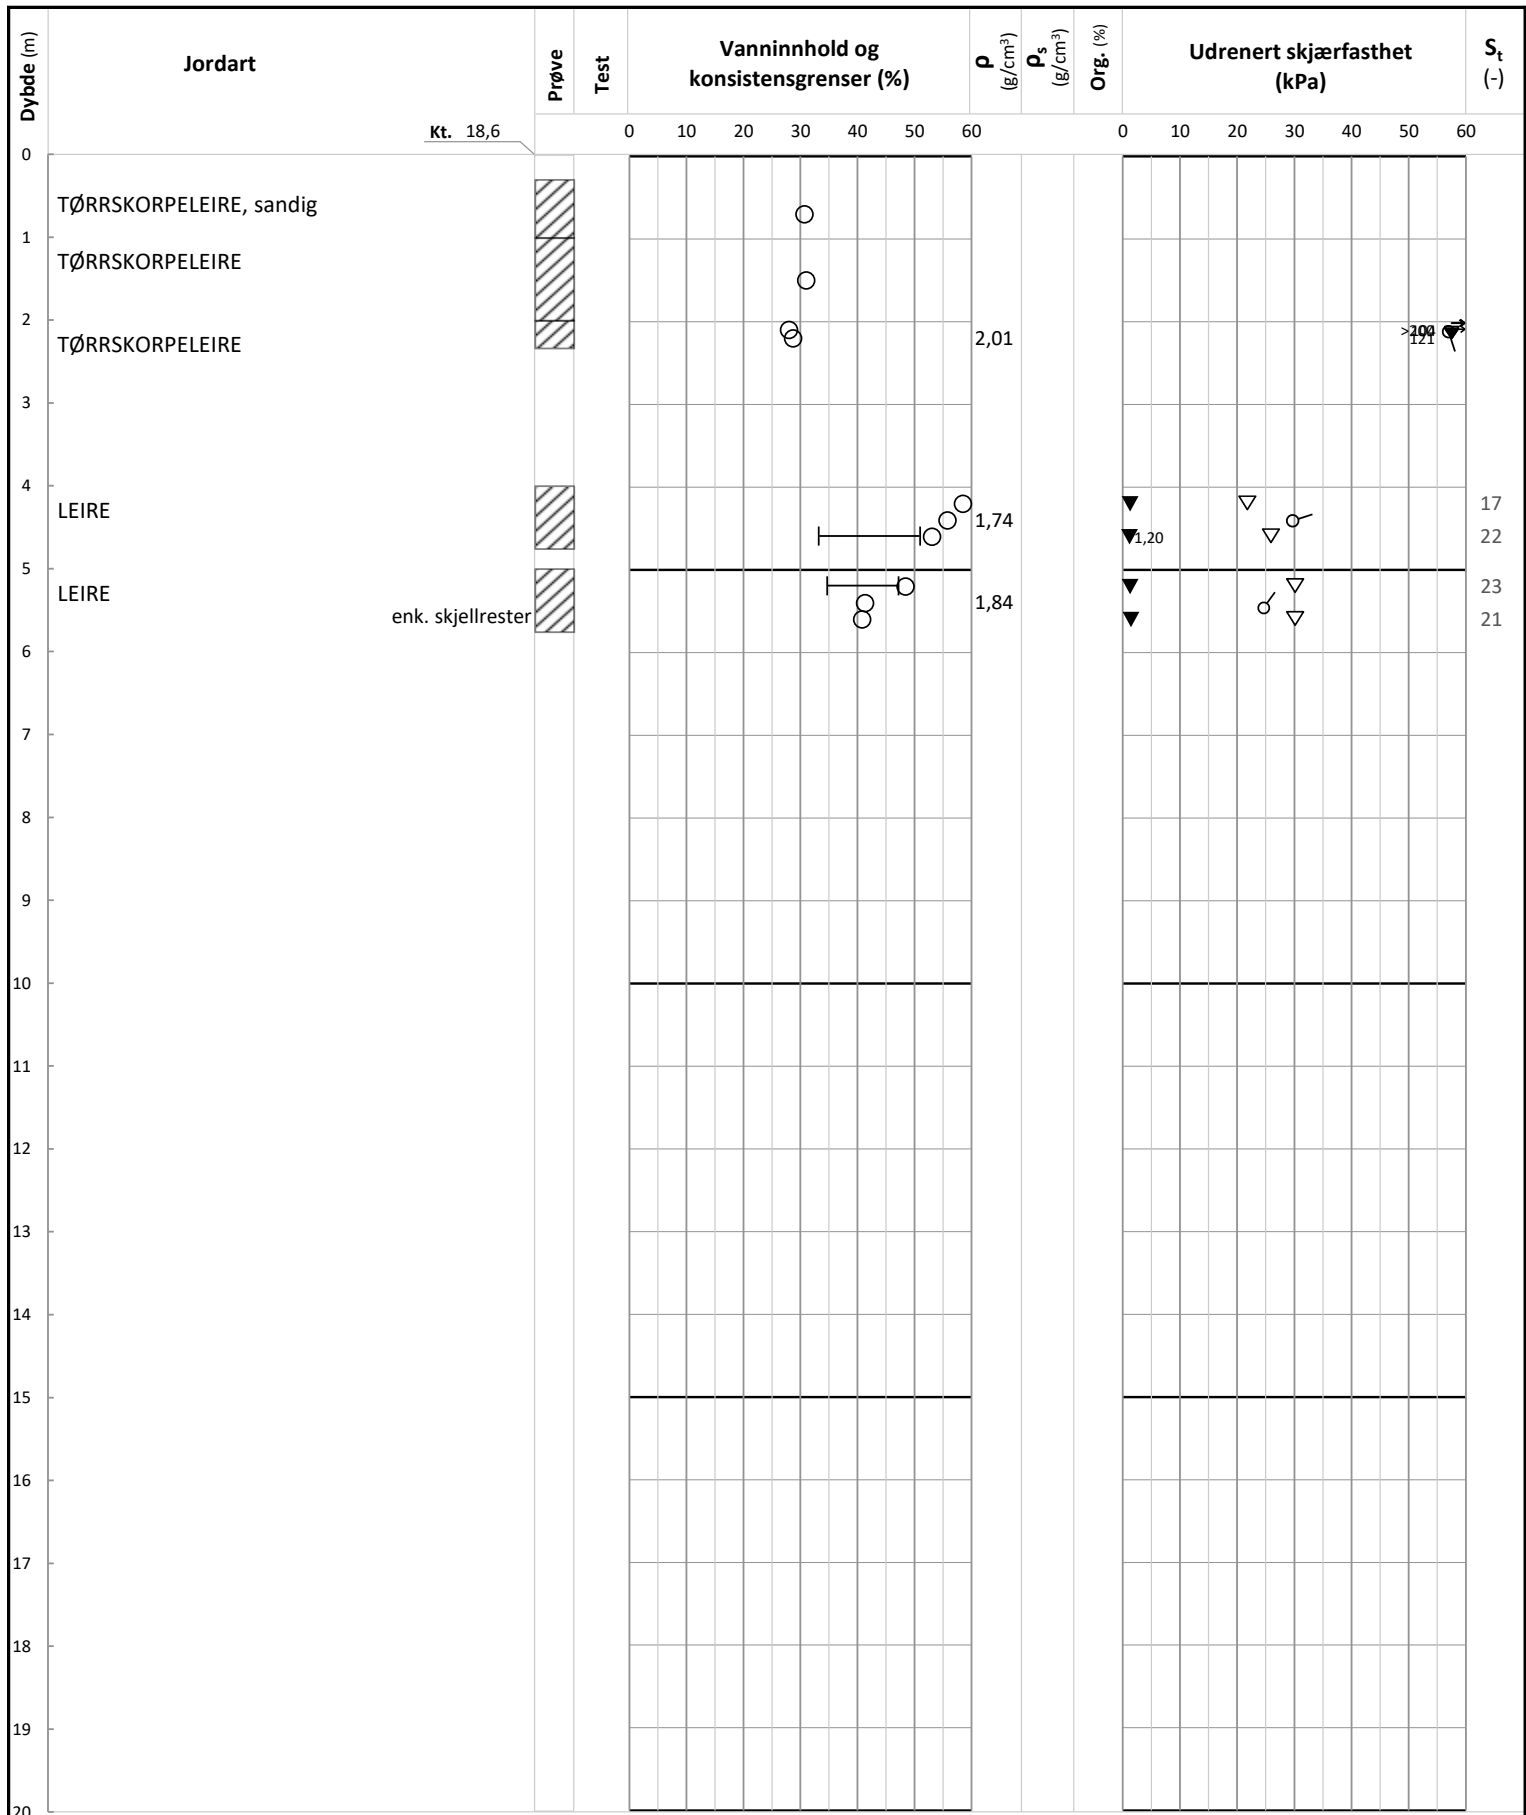 Dybde (m)
Jordart
Prøve
Test
Vanninnhold og
konsistensgrenser (%)
ρ
(g/cm³)
ρs
(g/cm³)
Org. (%)
Udrenert skjærfasthet
(kPa)
St
(-)
Kt. 18,6
0 10 20 30 40 50 60
0 10 20 30 40 50 60
0
TØRRSKORPELEIRE, sandig
1
TØRRSKORPELEIRE
2
TØRRSKORPELEIRE
2,01
121
3
4
LEIRE
17
1,74
1,20
22
5
LEIRE
23
1,84
enk. skjellrester
21
6
7
8
9
10
11
12
13
14
15
16
17
18
19
20